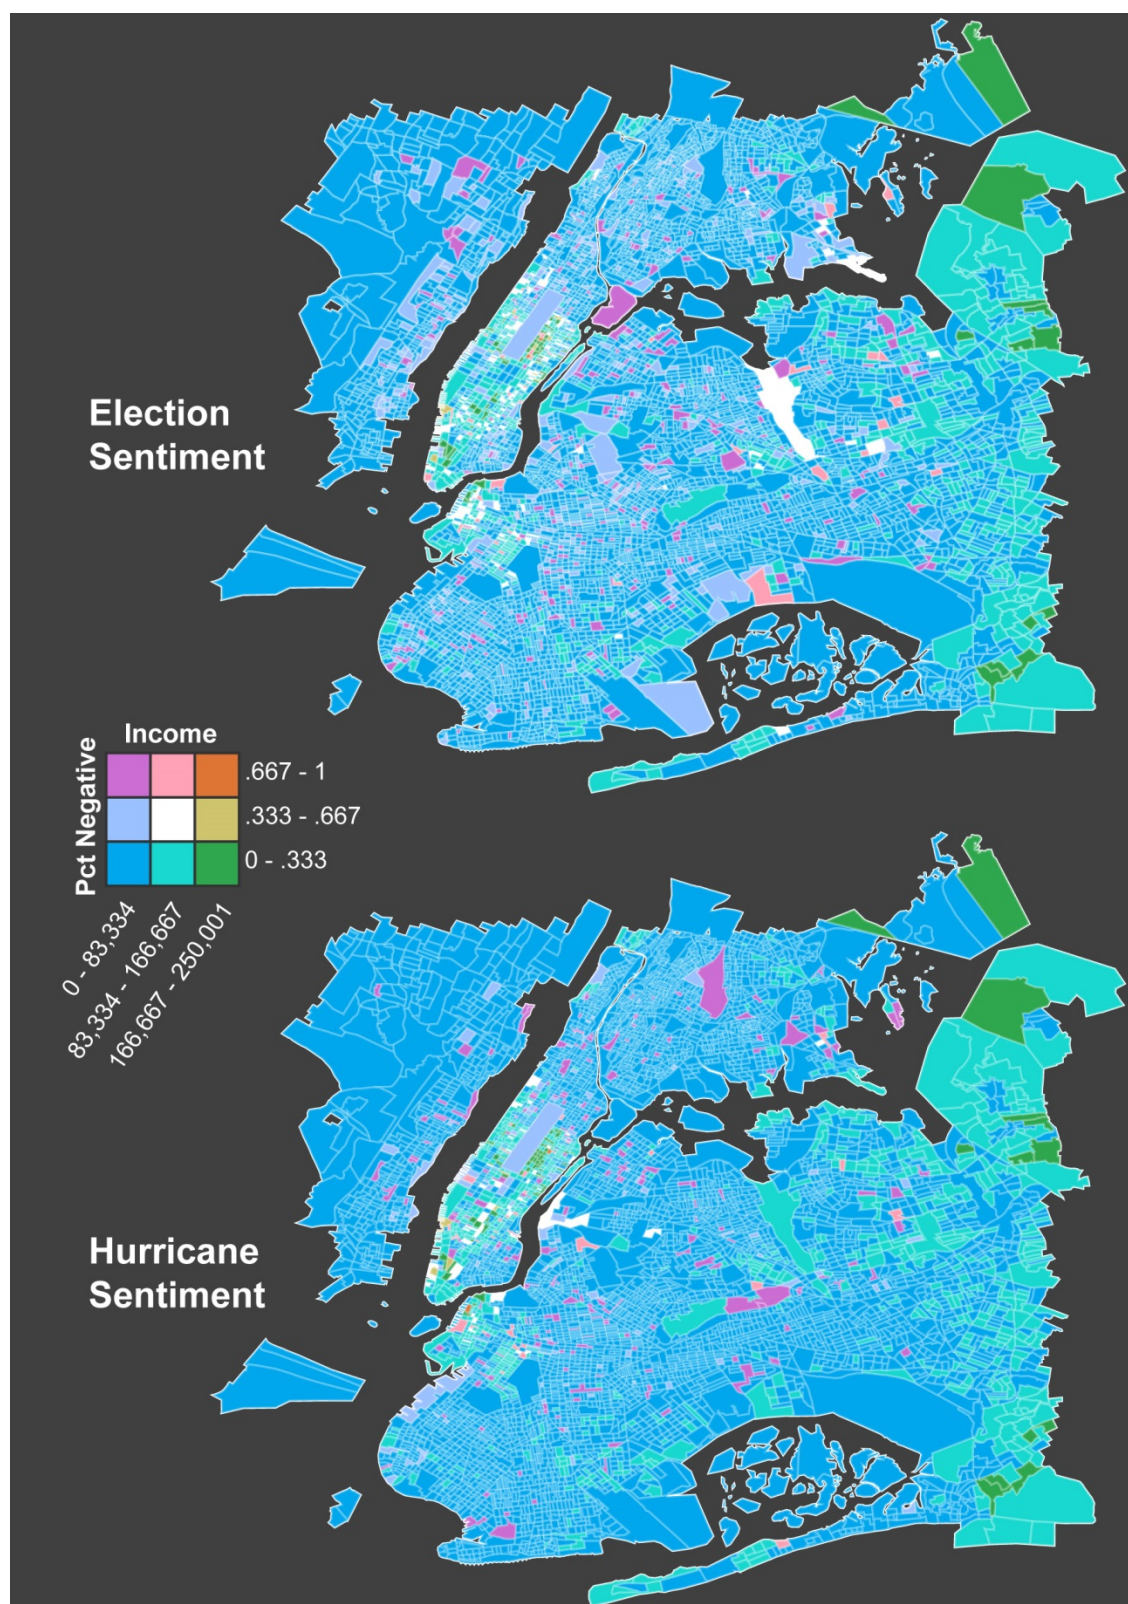 Election
Sentiment
Income
Pct Negative
.667 - 1
.333 - .667
0 - .333
0 - 83,334
83,334 - 166,667
166,667 - 250,001
Hurricane
Sentiment